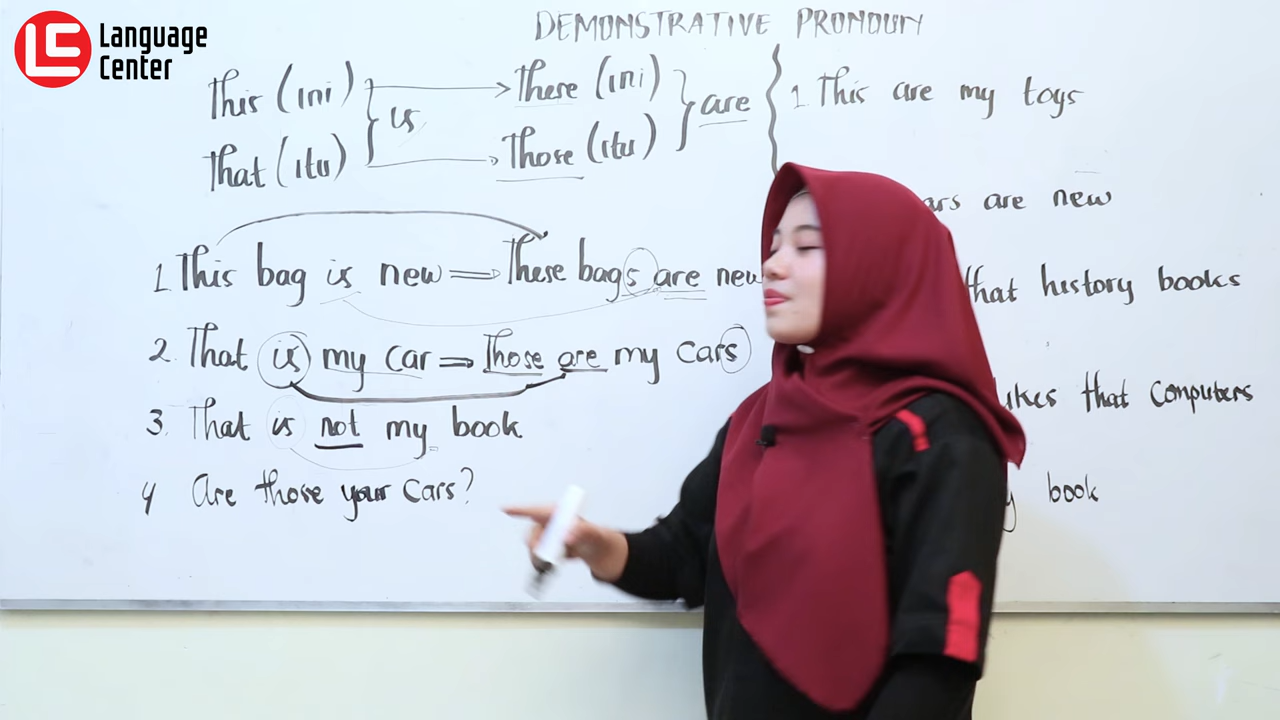 Language
Center
DEMONSTRATIVE PRONOUN
This (ini) is These (ini) are
That (itu) Those (itu)
1. This bag is new ⇒ These bags are new
2. That is my car ⇒ Those are my cars
3. That is not my book
4 Are those your cars?
1. This are my toys
are new
that history books
that computers
book